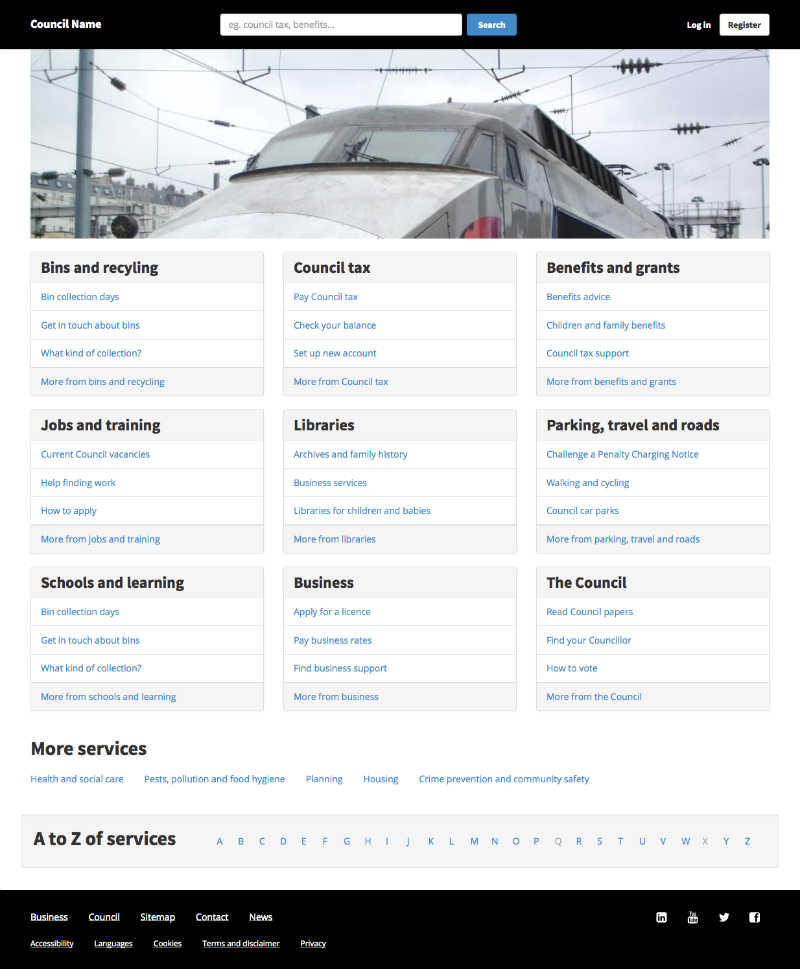 Council Name
eg. council tax, benefits...
Search
Log in
Register
Bins and recyling
Bin collection days
Get in touch about bins
What kind of collection?
More from bins and recycling
Council tax
Pay Council tax
Check your balance
Set up new account
More from Council tax
Benefits and grants
Benefits advice
Children and family benefits
Council tax support
More from benefits and grants
Jobs and training
Current Council vacancies
Help finding work
How to apply
More from jobs and training
Libraries
Archives and family history
Business services
Libraries for children and babies
More from libraries
Parking, travel and roads
Challenge a Penalty Charging Notice
Walking and cycling
Council car parks
More from parking, travel and roads
Schools and learning
Bin collection days
Get in touch about bins
What kind of collection?
More from schools and learning
Business
Apply for a licence
Pay business rates
Find business support
More from business
The Council
Read Council papers
Find your Councillor
How to vote
More from the Council
More services
Health and social care Pests, pollution and food hygiene Planning Housing Crime prevention and community safety
A to Z of services A B C D E F G H I J K L M N O P Q R S T U V W X Y Z
Business Council Sitemap Contact News
Accessibility Languages Cookies Terms and disclaimer Privacy